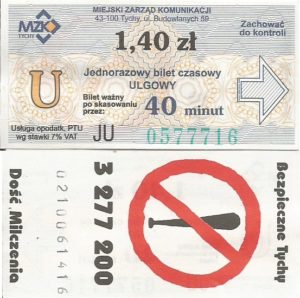 MIEJSKI ZARZĄD KOMUNIKACJI
43-100 Tychy, ul. Budowlanych 59
MZK
TYCHY
Zachować
do kontroli
1,40 zł
U
Jednorazowy bilet czasowy
ULGOWY
Bilet ważny
po skasowaniu
przez:
40 minut
Usługa opodatk. PTU
wg stawki 7% VAT
JU
0577716
Dość Milczenia
0210061416
3 277 200
Bezpieczne Tychy